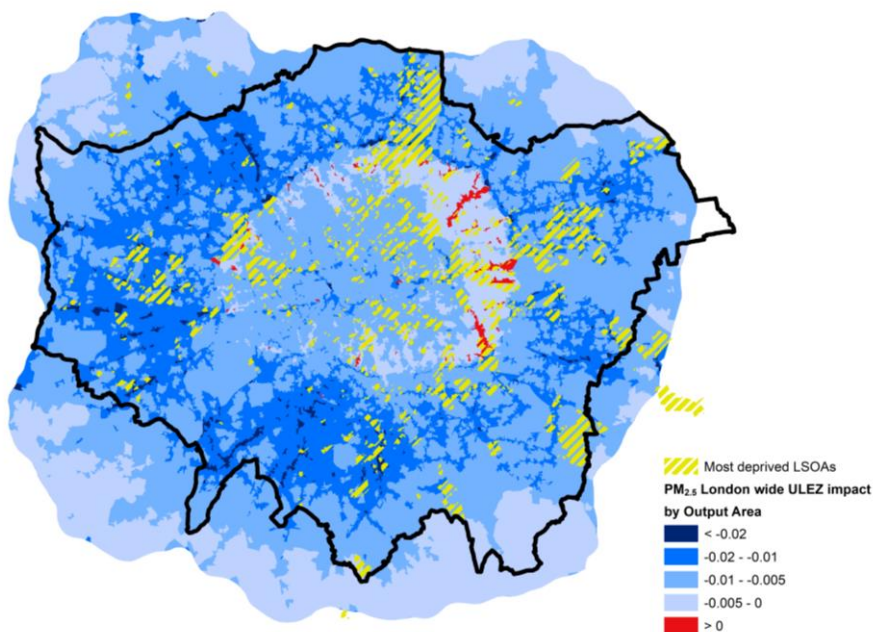 Most deprived LSOAs
PM2.5 London wide ULEZ impact
by Output Area
< -0.02
-0.02 - -0.01
-0.01 - -0.005
-0.005 - 0
> 0